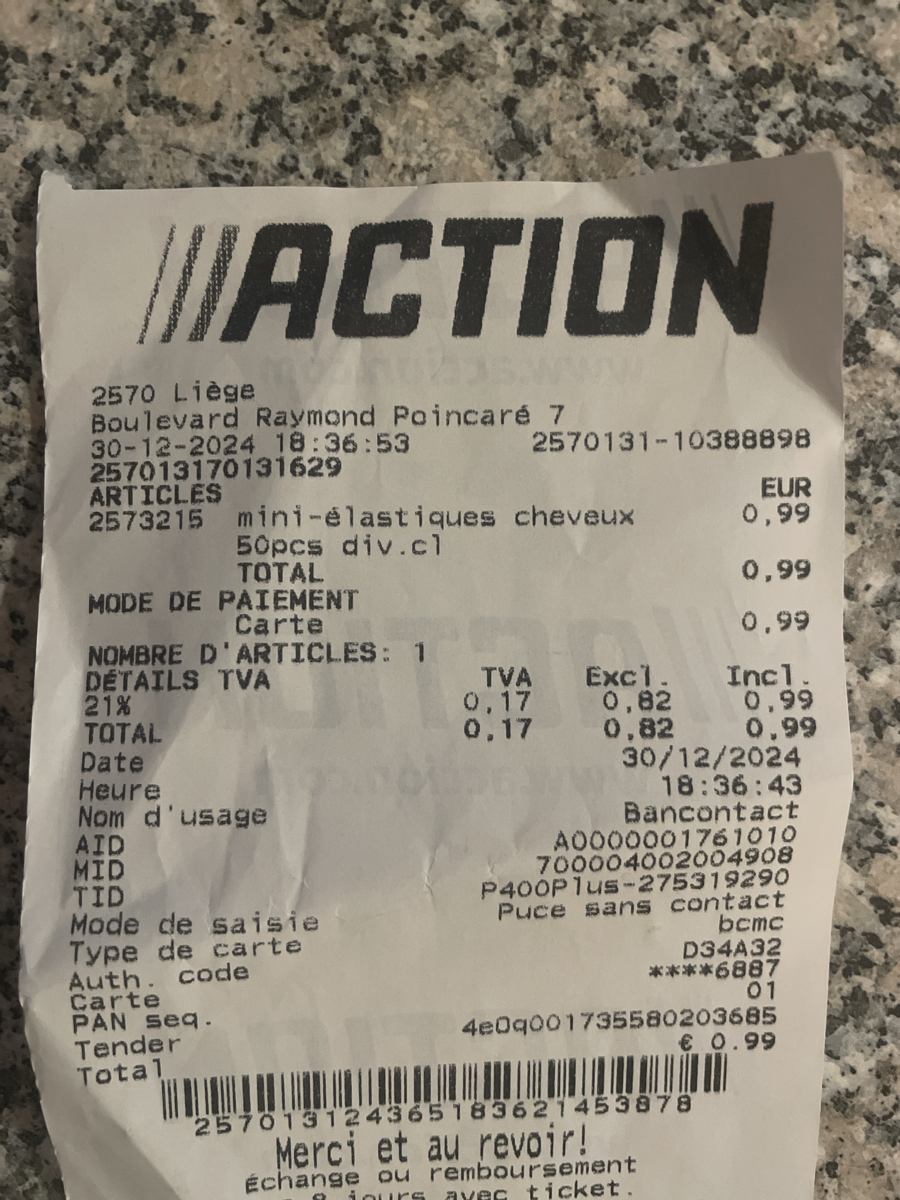 ACTION
2570 Liège
Boulevard Raymond Poincaré 7
30-12-2024 18:36:53 2570131-10388898
257013170131629
ARTICLES EUR
2573215 mini-élastiques cheveux 0,99
50pcs div.cl
TOTAL 0,99
MODE DE PAIEMENT
Carte 0,99
NOMBRE D'ARTICLES: 1
DÉTAILS TVA TVA Excl. Incl.
21% 0,17 0,82 0,99
TOTAL 0,17 0,82 0,99
Date 30/12/2024
Heure 18:36:43
Nom d'usage Bancontact
AID A0000001761010
MID 700004002004908
TID P400Plus-275319290
Mode de saisie Puce sans contact
Type de carte bcmc
Auth. code D34A32
Carte ****6887
PAN seq. 01
Tender 4e0q001735580203685
Total € 0.99
257013124365183621453878
Merci et au revoir!
Échange ou remboursement
8 jours avec ticket.